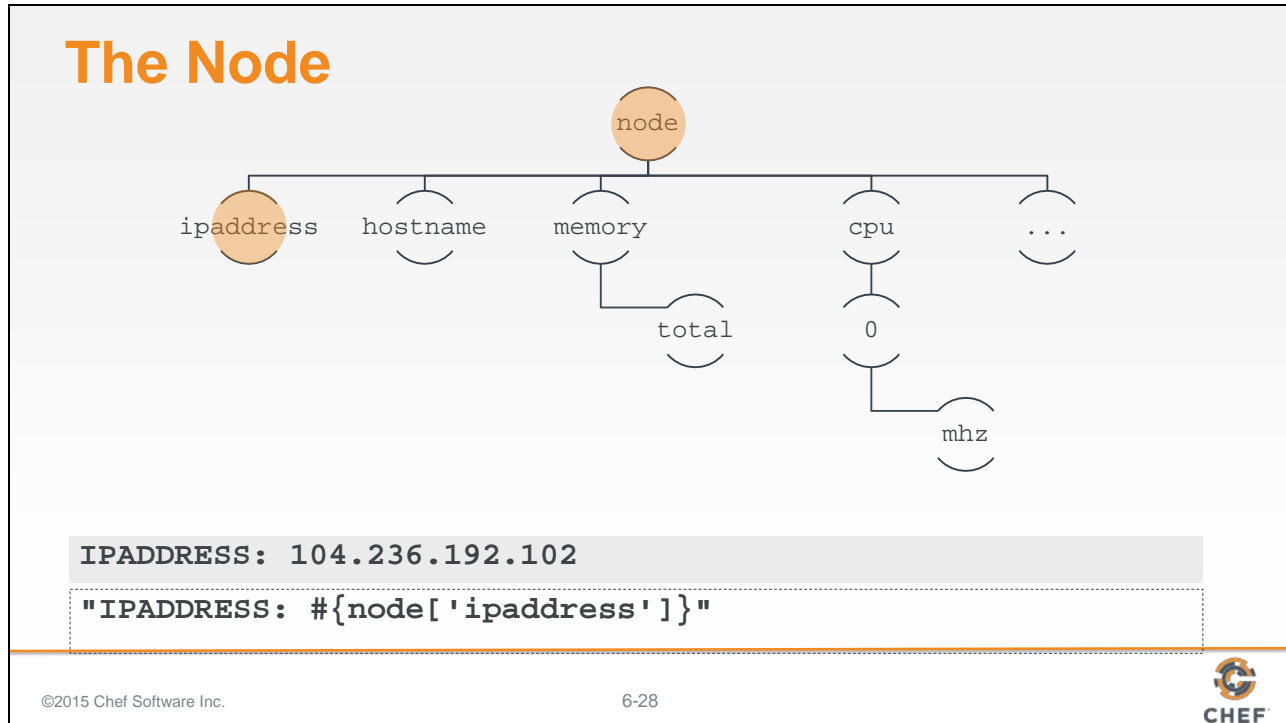 The Node
node
ipaddress hostname memory cpu ...
total 0
mhz
IPADDRESS: 104.236.192.102
"IPADDRESS: #{node['ipaddress']}"
©2015 Chef Software Inc. 6-28
CHEF